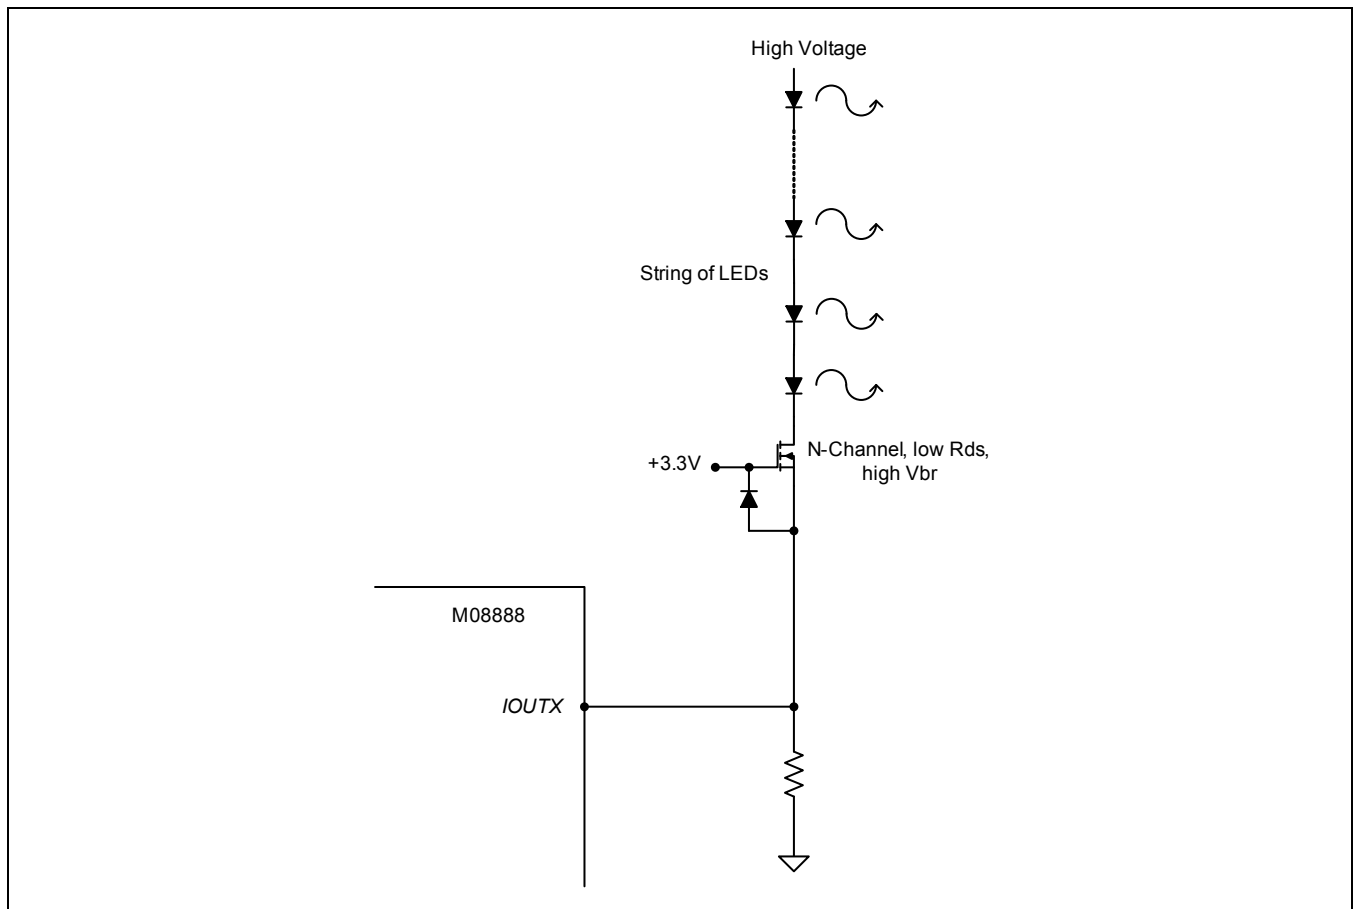 High Voltage
String of LEDs
N-Channel, low Rds,
high Vbr
+3.3V
M08888
IOUTX